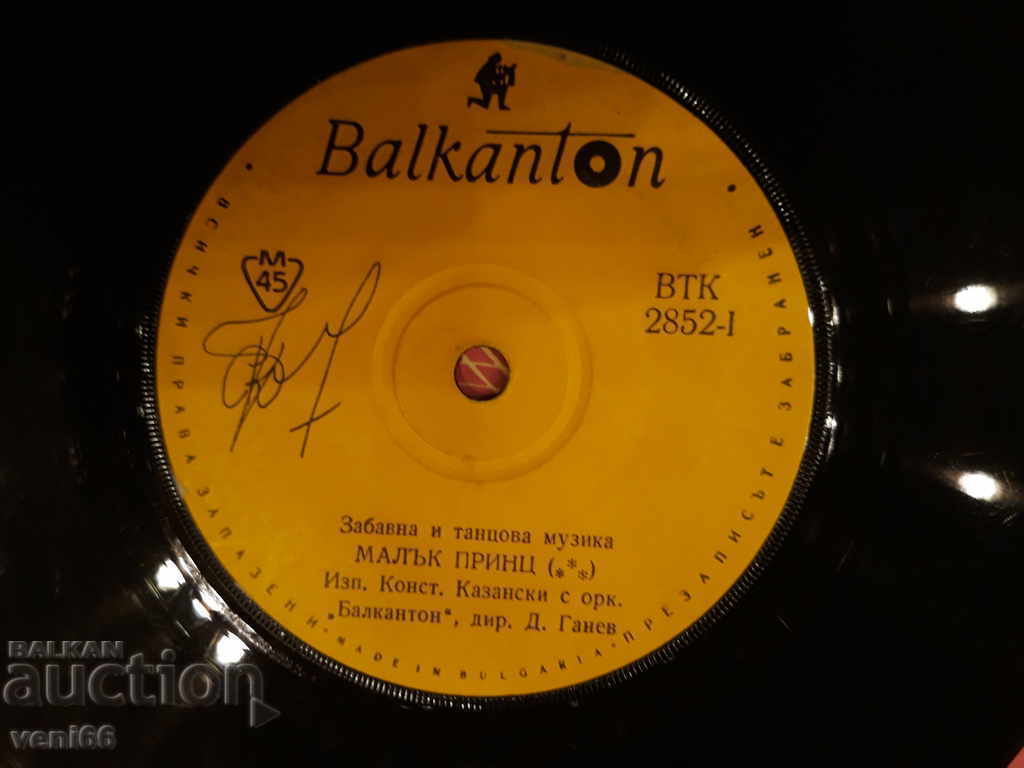 Balkanton
M
45
ВТК
2852-I
Забавна и танцова музика
МАЛЪК ПРИНЦ (***)
Изп. Конст. Казански с орк.
„Балкантон“, дир. Д. Ганев
• ВСИЧКИ ПРАВА ЗАПАЗЕНИ • MADE IN BULGARIA • ПРЕЗАПИСЪТ Е ЗАБРАНЕН •
BALKAN
auction
veni66